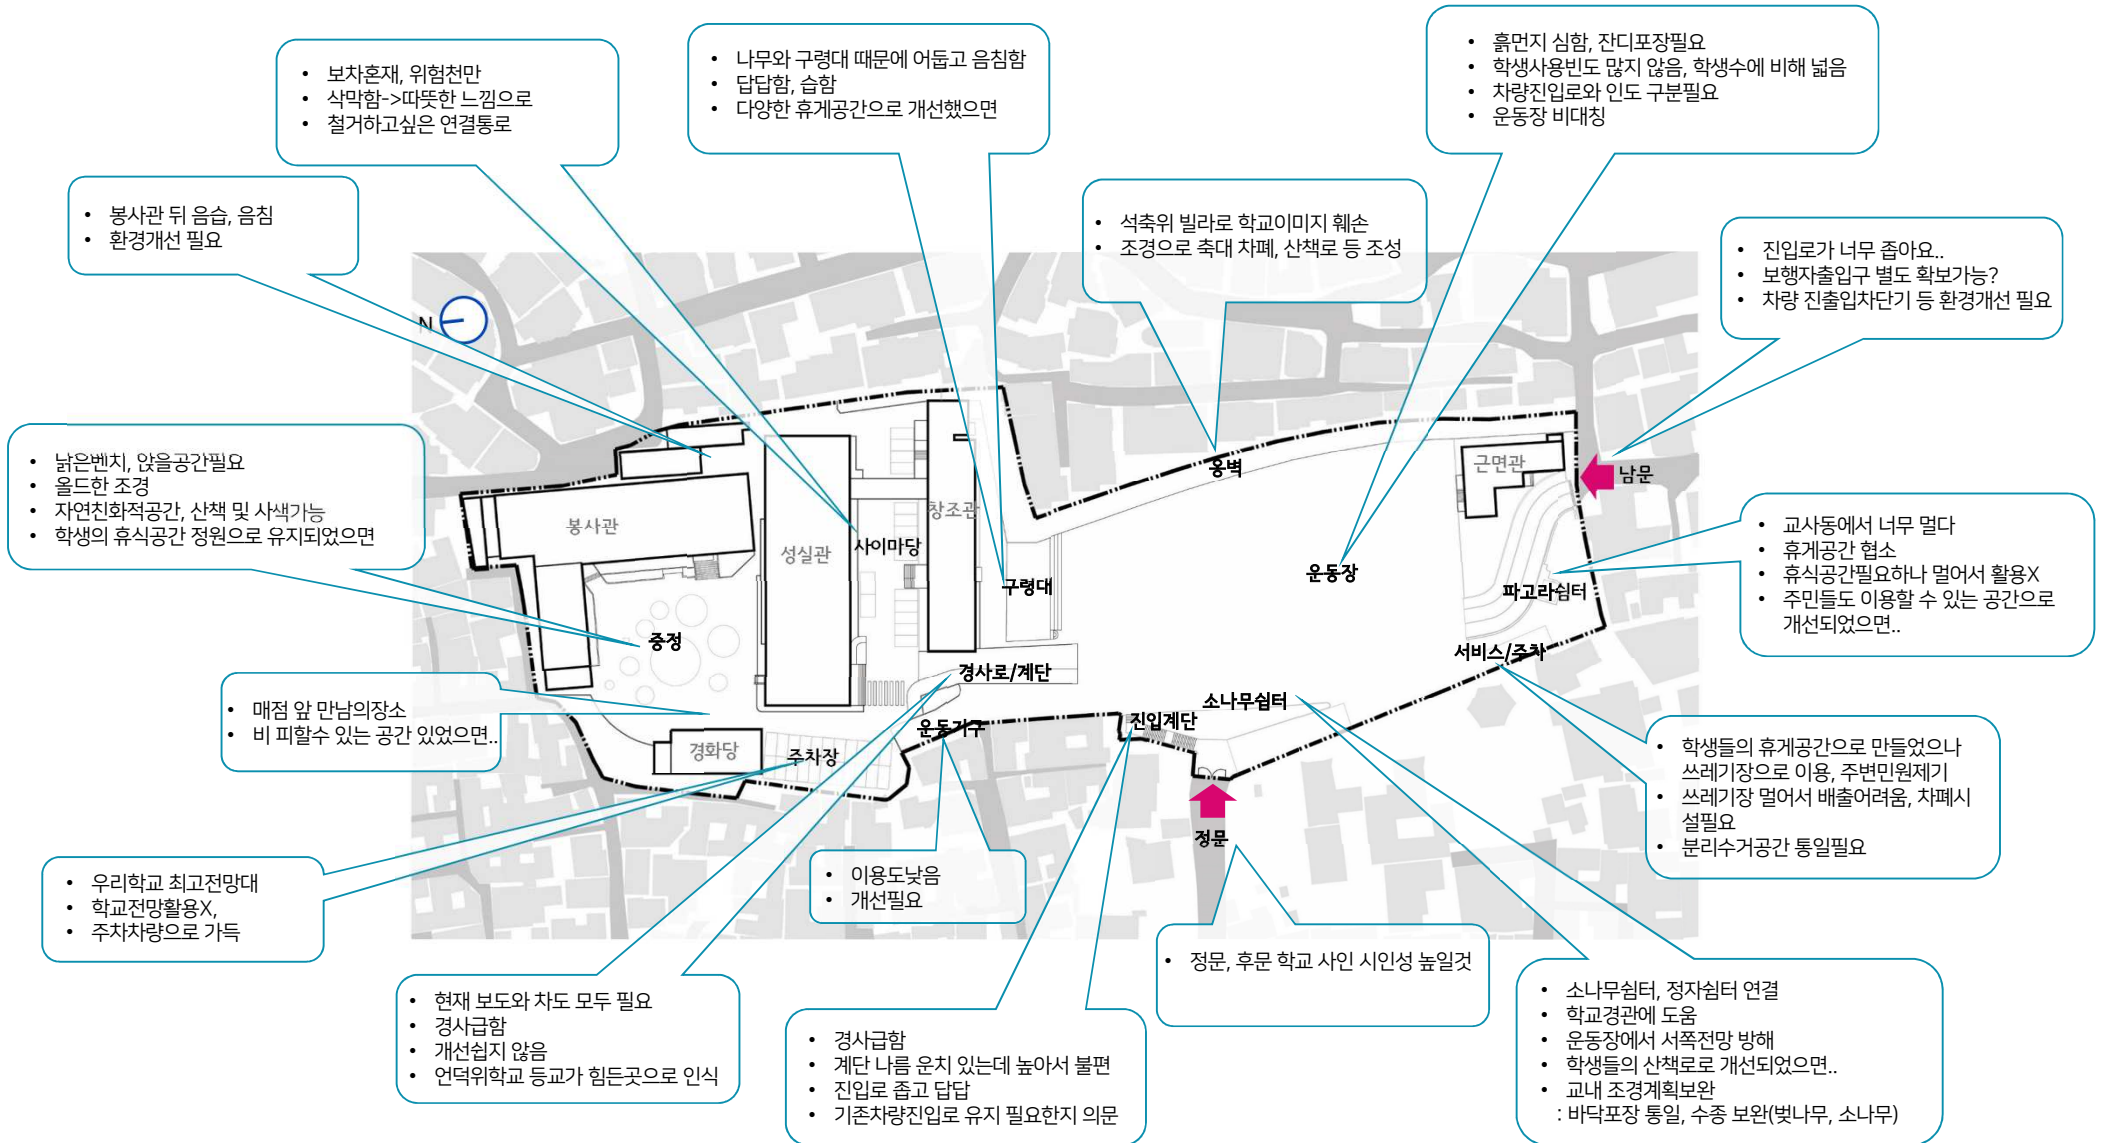 • 보차혼재, 위험천만
• 삭막함->따뜻한 느낌으로
• 철거하고싶은 연결통로
• 나무와 구령대 때문에 어둡고 음침함
• 답답함, 습함
• 다양한 휴게공간으로 개선했으면
• 흙먼지 심함, 잔디포장필요
• 학생사용빈도 많지 않음, 학생수에 비해 넓음
• 차량진입로와 인도 구분필요
• 운동장 비대칭
• 봉사관 뒤 음습, 음침
• 환경개선 필요
• 석축위 빌라로 학교이미지 훼손
• 조경으로 축대 차폐, 산책로 등 조성
• 진입로가 너무 좁아요..
• 보행자출입구 별도 확보가능?
• 차량 진출입차단기 등 환경개선 필요
N
• 낡은벤치, 앉을공간필요
• 올드한 조경
• 자연친화적공간, 산책 및 사색가능
• 학생의 휴식공간 정원으로 유지되었으면
봉사관
성실관
사이마당
창조관
구령대
옹벽
운동장
근면관
남문
파고라쉼터
• 교사동에서 너무 멀다
• 휴게공간 협소
• 휴식공간필요하나 멀어서 활용X
• 주민들도 이용할 수 있는 공간으로
개선되었으면..
중정
경사로/계단
서비스/주차
소나무쉼터
진입계단
운동기구
경화당
주차장
정문
• 매점 앞 만남의장소
• 비 피할수 있는 공간 있었으면..
• 학생들의 휴게공간으로 만들었으나
쓰레기장으로 이용, 주변민원제기
• 쓰레기장 멀어서 배출어려움, 차폐시
설필요
• 분리수거공간 통일필요
• 우리학교 최고전망대
• 학교전망활용X,
• 주차차량으로 가득
• 이용도낮음
• 개선필요
• 정문, 후문 학교 사인 시인성 높일것
• 현재 보도와 차도 모두 필요
• 경사급함
• 개선쉽지 않음
• 언덕위학교 등교가 힘든곳으로 인식
• 경사급함
• 계단 나름 운치 있는데 높아서 불편
• 진입로 좁고 답답
• 기존차량진입로 유지 필요한지 의문
• 소나무쉼터, 정자쉼터 연결
• 학교경관에 도움
• 운동장에서 서쪽전망 방해
• 학생들의 산책로로 개선되었으면..
• 교내 조경계획보완
: 바닥포장 통일, 수종 보완(벚나무, 소나무)